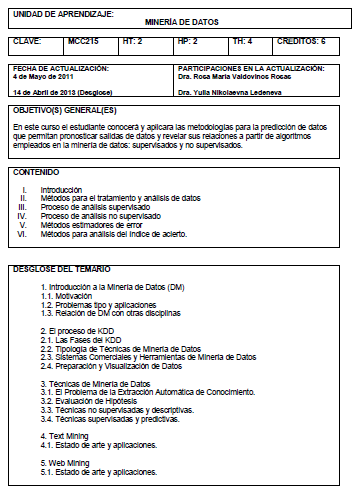 UNIDAD DE APRENDIZAJE:
MINERÍA DE DATOS
CLAVE: MCC215 HT: 2 HP: 2 TH: 4 CREDITOS: 6
FECHA DE ACTUALIZACIÓN: PARTICIPACIONES EN LA ACTUALIZACIÓN:
4 de Mayo de 2011 Dra. Rosa María Valdovinos Rosas
14 de Abril de 2013 (Desglose) Dra. Yulia Nikolaevna Ledeneva
OBJETIVO(S) GENERAL(ES)
En este curso el estudiante conocerá y aplicara las metodologías para la predicción de datos
que permitan pronosticar salidas de datos y revelar sus relaciones a partir de algoritmos
empleados en la minería de datos: supervisados y no supervisados.
CONTENIDO
I. Introducción
II. Métodos para el tratamiento y análisis de datos
III. Proceso de análisis supervisado
IV. Proceso de análisis no supervisado
V. Métodos estimadores de error
VI. Métodos para análisis del índice de acierto.
DESGLOSE DEL TEMARIO
1. Introducción a la Minería de Datos (DM)
1.1. Motivación
1.2. Problemas tipo y aplicaciones
1.3. Relación de DM con otras disciplinas
2. El proceso de KDD
2.1. Las Fases del KDD
2.2. Tipología de Técnicas de Minería de Datos
2.3. Sistemas Comerciales y Herramientas de Minería de Datos
2.4. Preparación y Visualización de Datos
3. Técnicas de Minería de Datos
3.1. El Problema de la Extracción Automática de Conocimiento.
3.2. Evaluación de Hipótesis
3.3. Técnicas no supervisadas y descriptivas.
3.4. Técnicas supervisadas y predictivas.
4. Text Mining
4.1. Estado de arte y aplicaciones.
5. Web Mining
5.1. Estado de arte y aplicaciones.